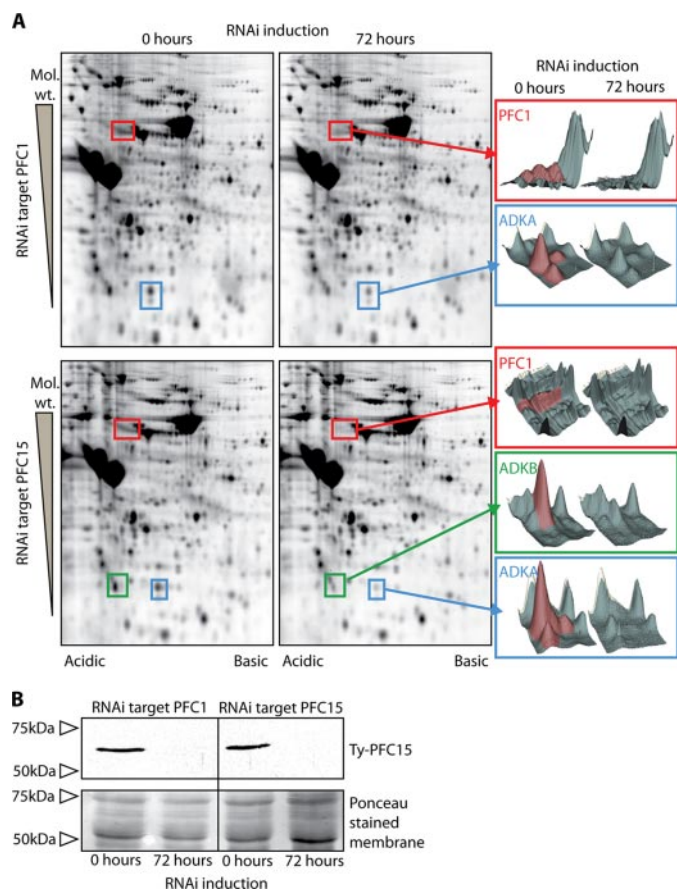 A
RNAi induction
0 hours
72 hours
Mol.
wt.
RNAi target PFC1
RNAi induction
0 hours
72 hours
PFC1
ADKA
Mol.
wt.
RNAi target PFC15
PFC1
ADKB
ADKA
Acidic
Basic
Acidic
Basic
B
RNAi target PFC1
RNAi target PFC15
75kDa
50kDa
Ty-PFC15
75kDa
50kDa
Ponceau
stained
membrane
0 hours
72 hours
0 hours
72 hours
RNAi induction